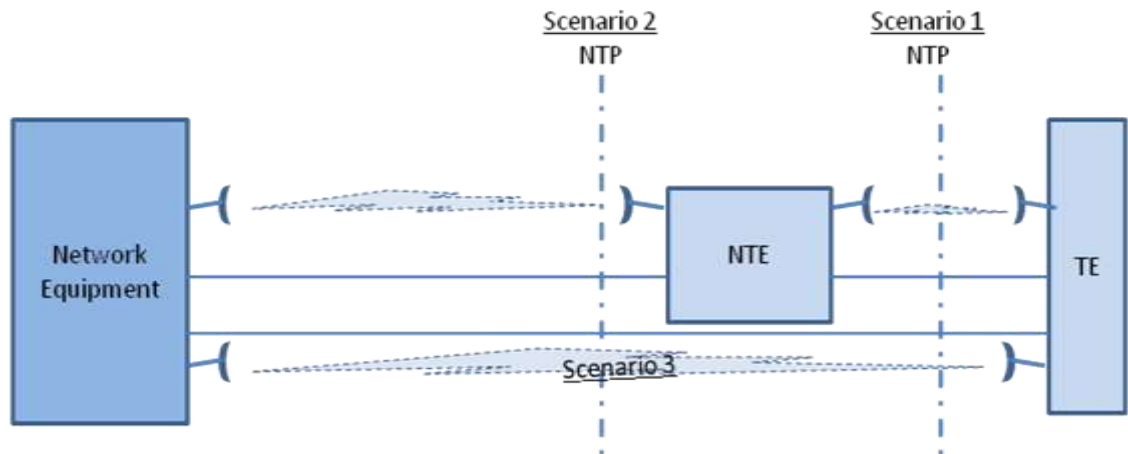 Scenario 2
NTP
Scenario 1
NTP
Network
Equipment
NTE
TE
Scenario 3